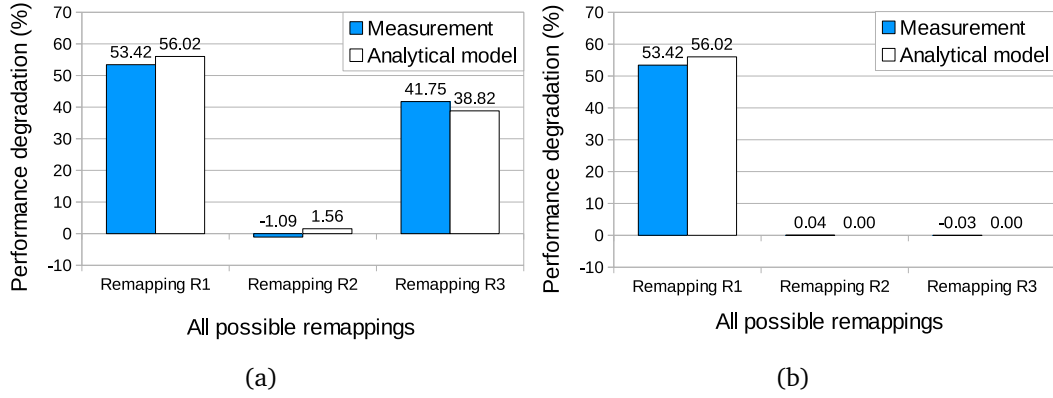 Performance degradation (%)
70
60
50
40
30
20
10
0
-10
Measurement
Analytical model
53.42
56.02
-1.09
1.56
41.75
38.82
Remapping R1
Remapping R2
Remapping R3
All possible remappings
(a)
Performance degradation (%)
70
60
50
40
30
20
10
0
-10
Measurement
Analytical model
53.42
56.02
0.04
0.00
-0.03
0.00
Remapping R1
Remapping R2
Remapping R3
All possible remappings
(b)